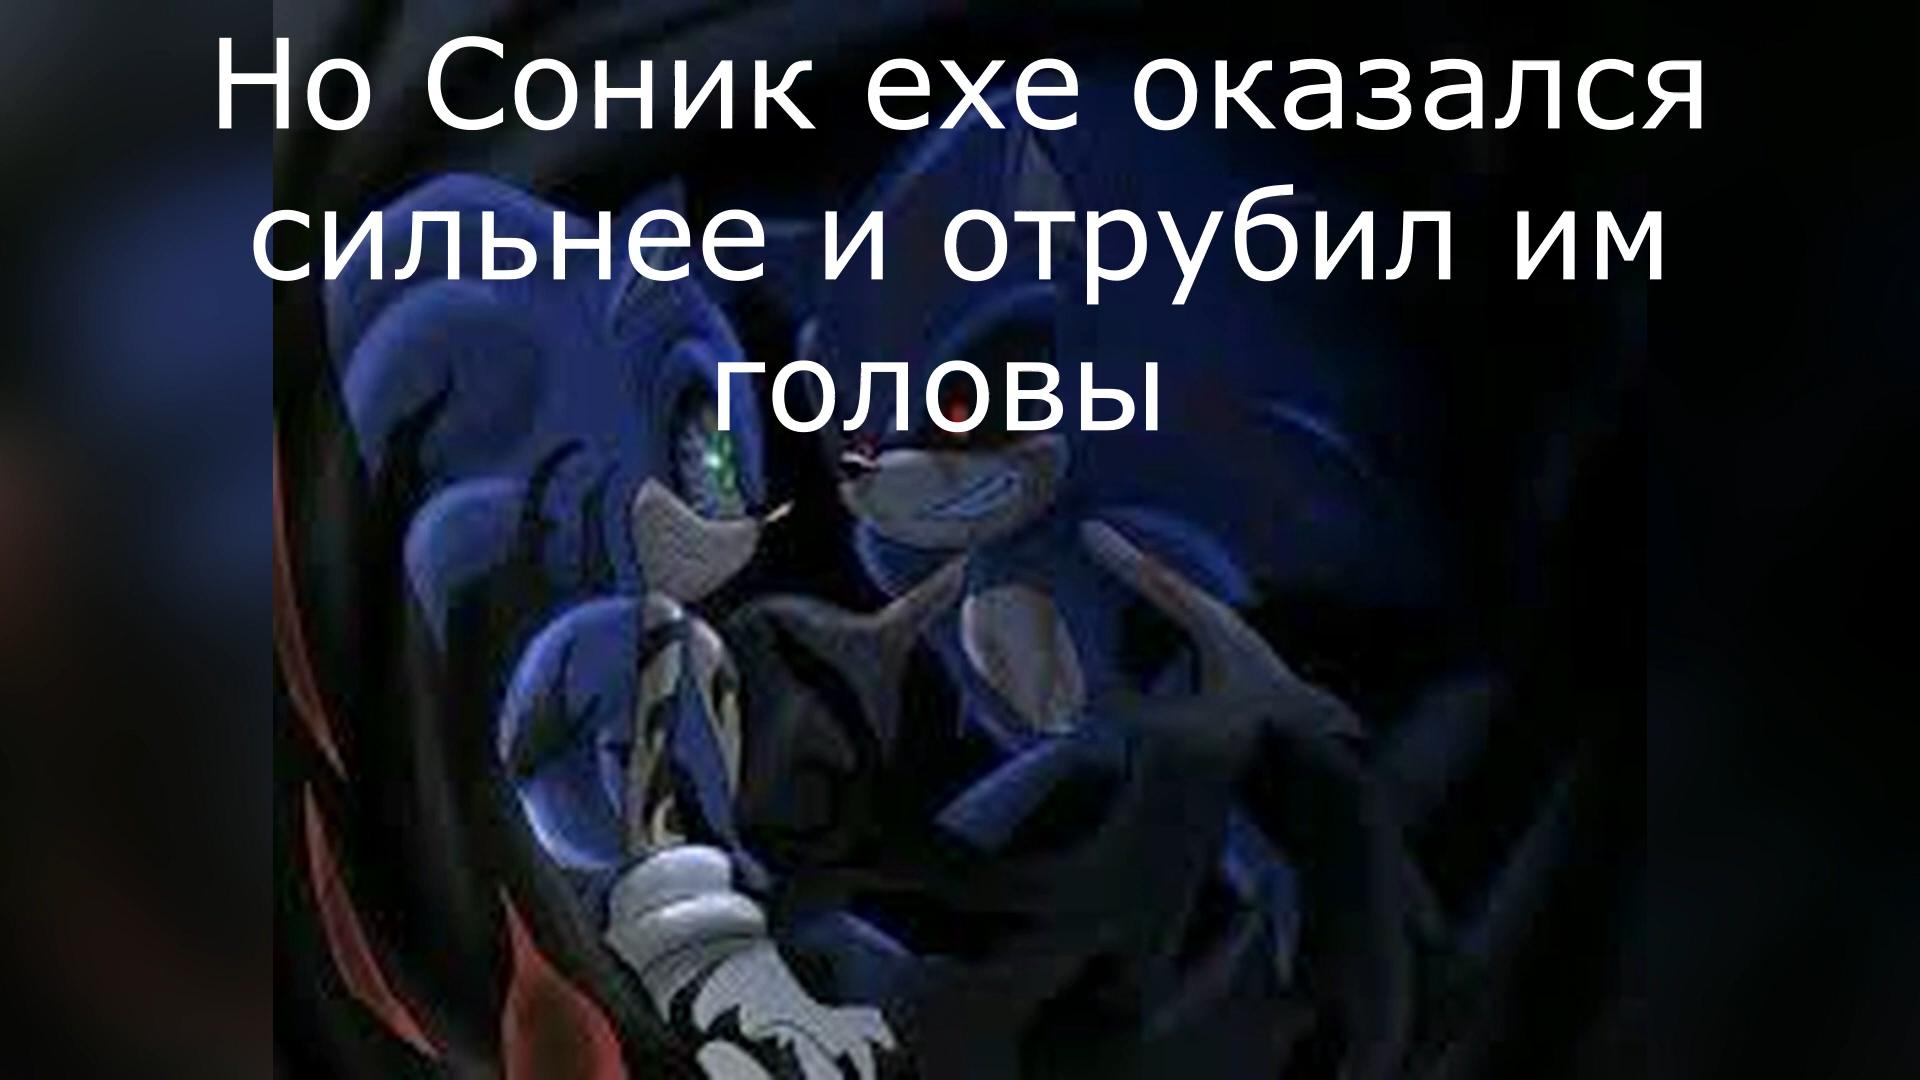 Но Соник exe оказался
сильнее и отрубил им
головы